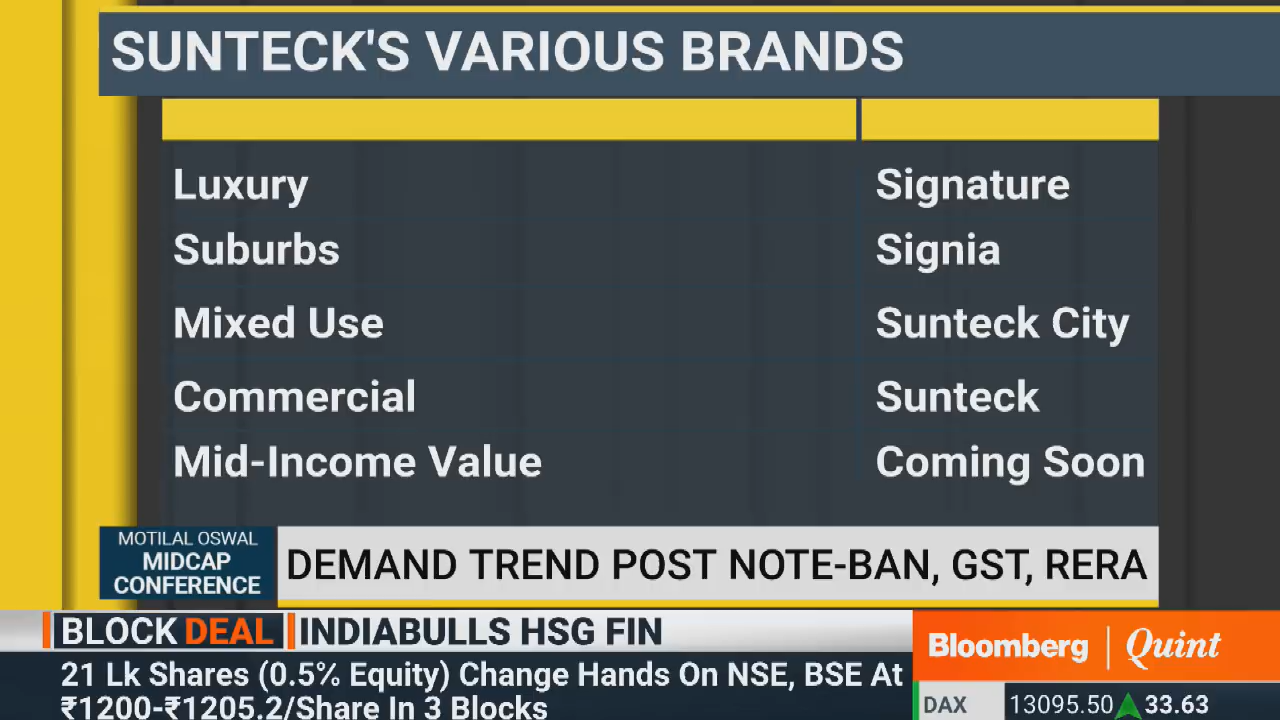 SUNTECK'S VARIOUS BRANDS
Luxury Signature
Suburbs Signia
Mixed Use Sunteck City
Commercial Sunteck
Mid-Income Value Coming Soon
MOTILAL OSWAL
MIDCAP
CONFERENCE
DEMAND TREND POST NOTE-BAN, GST, RERA
BLOCK DEAL INDIABULLS HSG FIN
21 Lk Shares (0.5% Equity) Change Hands On NSE, BSE At
₹1200-₹1205.2/Share In 3 Blocks
Bloomberg | Quint
DAX 13095.50 ▲ 33.63